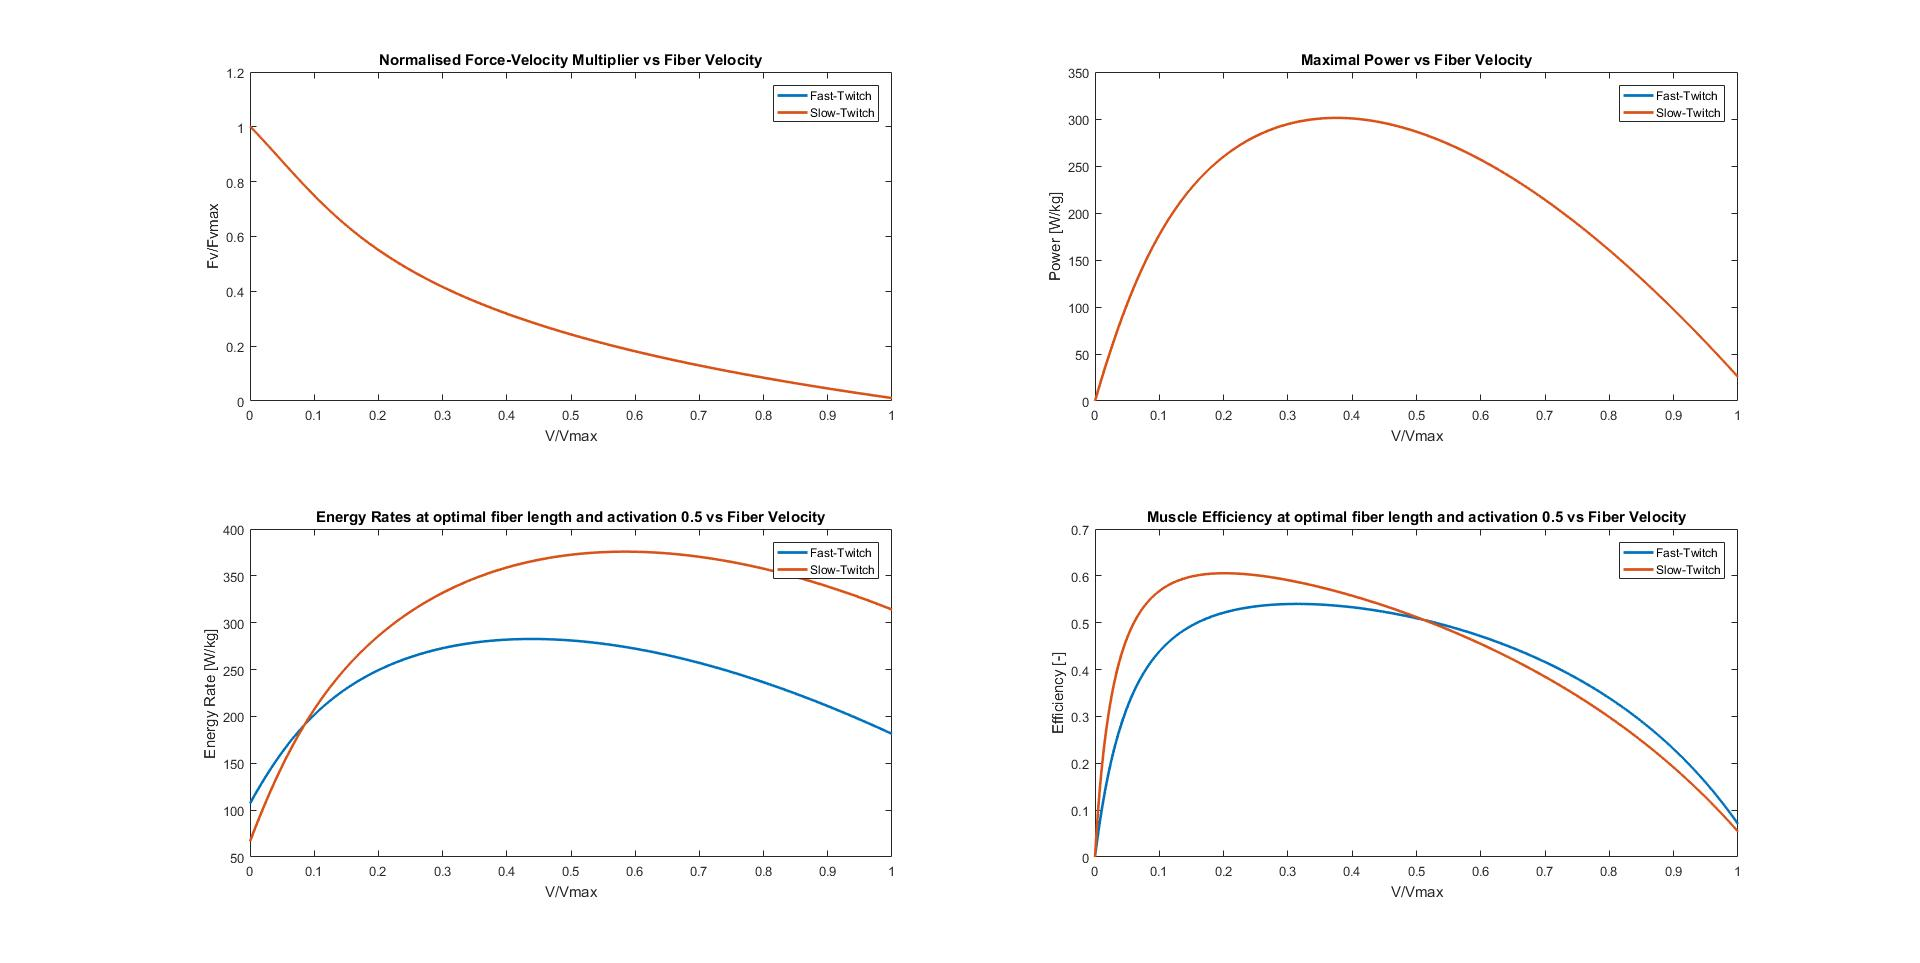 Normalised Force-Velocity Multiplier vs Fiber Velocity
1.2
1
0.8
0.6
0.4
0.2
0
Fv/Fvmax
Fast-Twitch
Slow-Twitch
0 0.1 0.2 0.3 0.4 0.5 0.6 0.7 0.8 0.9 1
V/Vmax
Maximal Power vs Fiber Velocity
350
300
250
200
150
100
50
0
Power [W/kg]
Fast-Twitch
Slow-Twitch
0 0.1 0.2 0.3 0.4 0.5 0.6 0.7 0.8 0.9 1
V/Vmax
Energy Rates at optimal fiber length and activation 0.5 vs Fiber Velocity
400
350
300
250
200
150
100
50
Energy Rate [W/kg]
Fast-Twitch
Slow-Twitch
0 0.1 0.2 0.3 0.4 0.5 0.6 0.7 0.8 0.9 1
V/Vmax
Muscle Efficiency at optimal fiber length and activation 0.5 vs Fiber Velocity
0.7
0.6
0.5
0.4
0.3
0.2
0.1
0
Efficiency [-]
Fast-Twitch
Slow-Twitch
0 0.1 0.2 0.3 0.4 0.5 0.6 0.7 0.8 0.9 1
V/Vmax